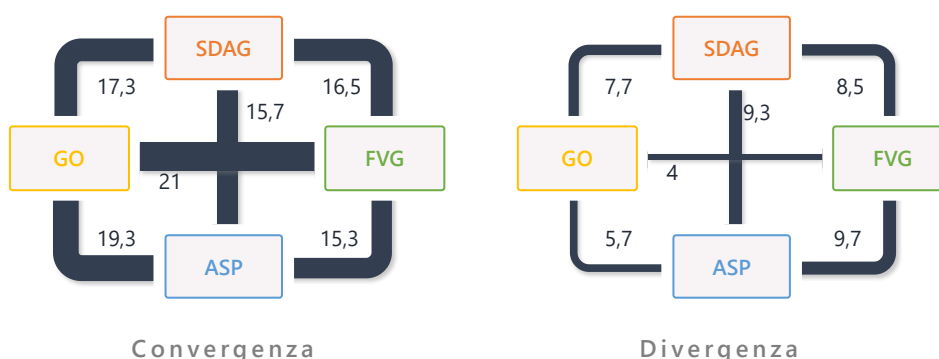 SDAG
17,3
16,5
15,7
GO
FVG
21
19,3
15,3
ASP
Convergenza
SDAG
7,7
8,5
9,3
GO
FVG
4
5,7
9,7
ASP
Divergenza